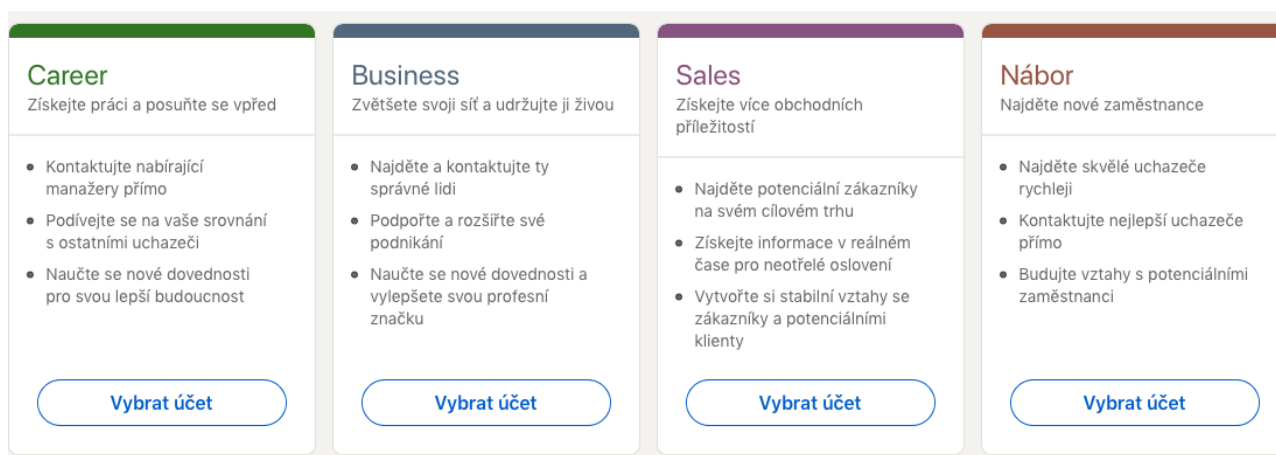 Career
Získejte práci a posuňte se vpřed
Kontaktujte nabírající
manažery přímo
Podívejte se na vaše srovnání
s ostatními uchazeči
Naučte se nové dovednosti
pro svou lepší budoucnost
Vybrat účet
Business
Zvětšete svoji síť a udržujte ji živou
Najděte a kontaktujte ty
správné lidi
Podpořte a rozšiřte své
podnikání
Naučte se nové dovednosti a
vylepšete svou profesní
značku
Vybrat účet
Sales
Získejte více obchodních
příležitostí
Najděte potenciální zákazníky
na svém cílovém trhu
Získejte informace v reálném
čase pro neotřelé oslovení
Vytvořte si stabilní vztahy se
zákazníky a potenciálními
klienty
Vybrat účet
Nábor
Najděte nové zaměstnance
Najděte skvělé uchazeče
rychleji
Kontaktujte nejlepší uchazeče
přímo
Budujte vztahy s potenciálními
zaměstnanci
Vybrat účet